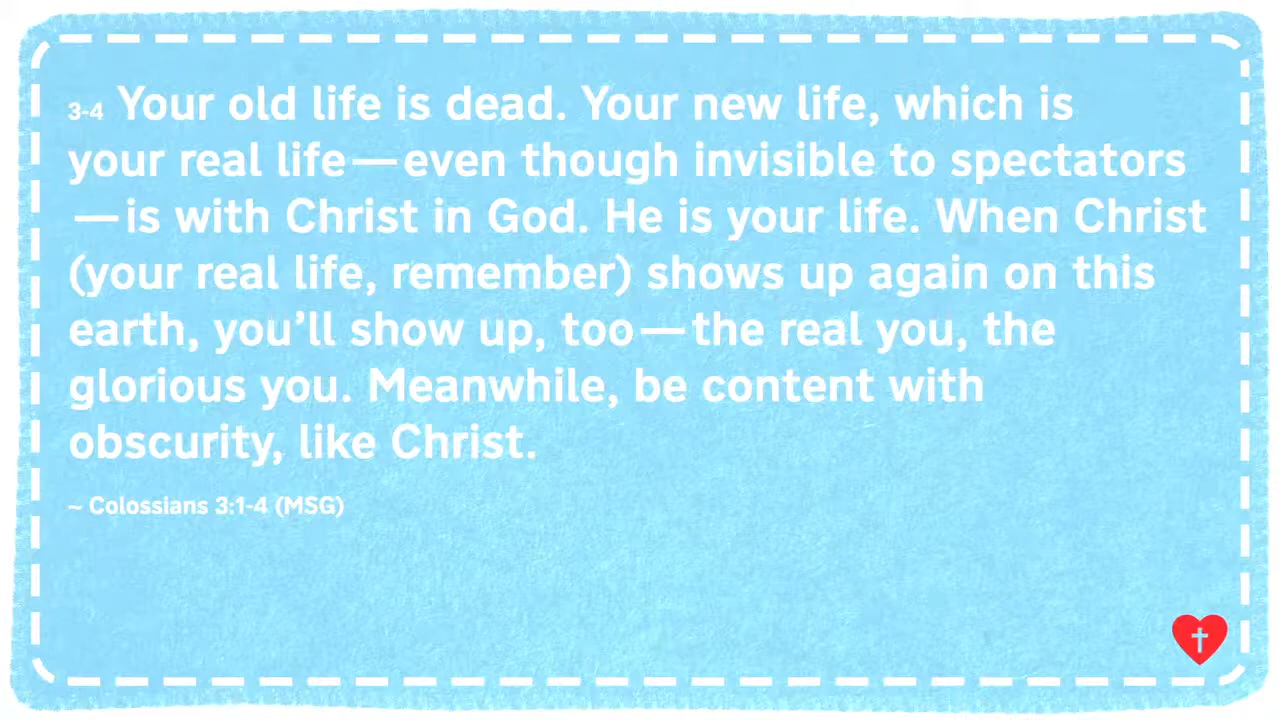 3-4 Your old life is dead. Your new life, which is
your real life—even though invisible to spectators
—is with Christ in God. He is your life. When Christ
(your real life, remember) shows up again on this
earth, you’ll show up, too—the real you, the
glorious you. Meanwhile, be content with
obscurity, like Christ.
~ Colossians 3:1-4 (MSG)